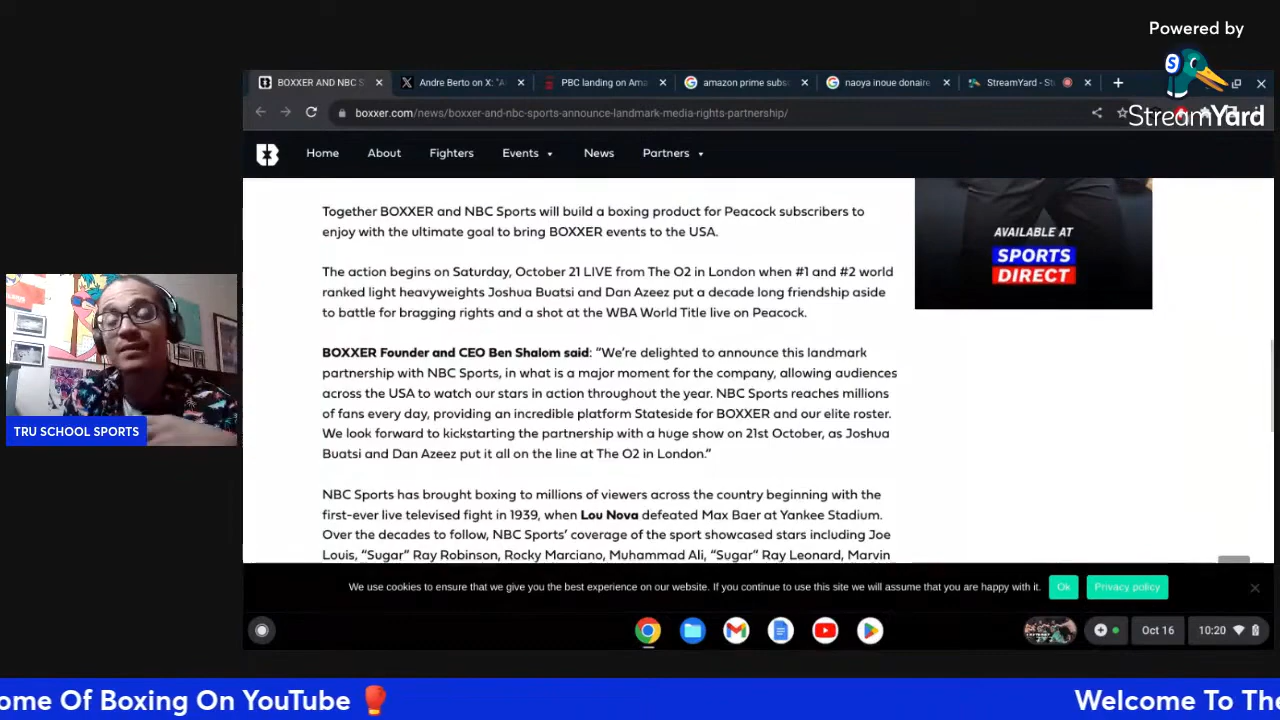 Powered by
StreamYard
BOXXER AND NBC S
Andre Berto on X: "A
PBC landing on Ama
amazon prime subs
naoya inoue donaire
StreamYard - St
boxxer.com/news/boxxer-and-nbc-sports-announce-landmark-media-rights-partnership/
Home About Fighters Events News Partners
Together BOXXER and NBC Sports will build a boxing product for Peacock subscribers to
enjoy with the ultimate goal to bring BOXXER events to the USA.
The action begins on Saturday, October 21 LIVE from The O2 in London when #1 and #2 world
ranked light heavyweights Joshua Buatsi and Dan Azeez put a decade long friendship aside
to battle for bragging rights and a shot at the WBA World Title live on Peacock.
BOXXER Founder and CEO Ben Shalom said: “We’re delighted to announce this landmark
partnership with NBC Sports, in what is a major moment for the company, allowing audiences
across the USA to watch our stars in action throughout the year. NBC Sports reaches millions
of fans every day, providing an incredible platform Stateside for BOXXER and our elite roster.
We look forward to kickstarting the partnership with a huge show on 21st October, as Joshua
Buatsi and Dan Azeez put it all on the line at The O2 in London.”
NBC Sports has brought boxing to millions of viewers across the country beginning with the
first-ever live televised fight in 1939, when Lou Nova defeated Max Baer at Yankee Stadium.
Over the decades to follow, NBC Sports’ coverage of the sport showcased stars including Joe
Louis, “Sugar” Ray Robinson, Rocky Marciano, Muhammad Ali, “Sugar” Ray Leonard, Marvin
AVAILABLE AT
SPORTS
DIRECT
TRU SCHOOL SPORTS
We use cookies to ensure that we give you the best experience on our website. If you continue to use this site we will assume that you are happy with it.
Ok
Privacy policy
Oct 16
10:20
ome Of Boxing On YouTube
Welcome To The